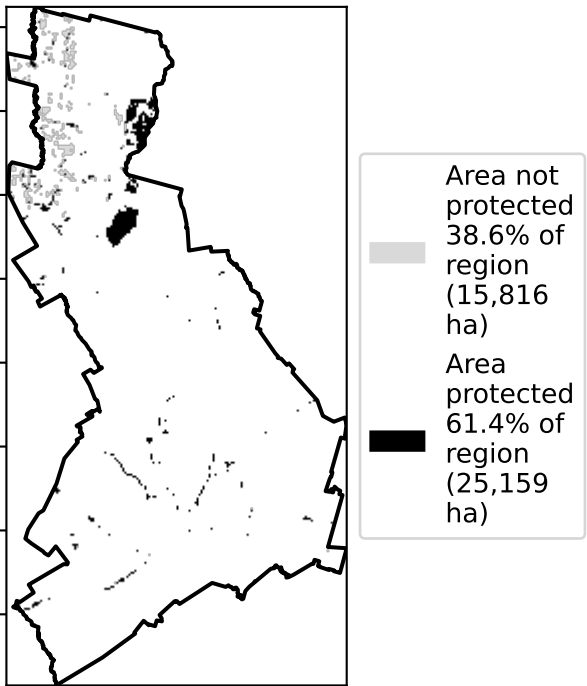 Area not
protected
38.6% of
region
(15,816
ha)
Area
protected
61.4% of
region
(25,159
ha)